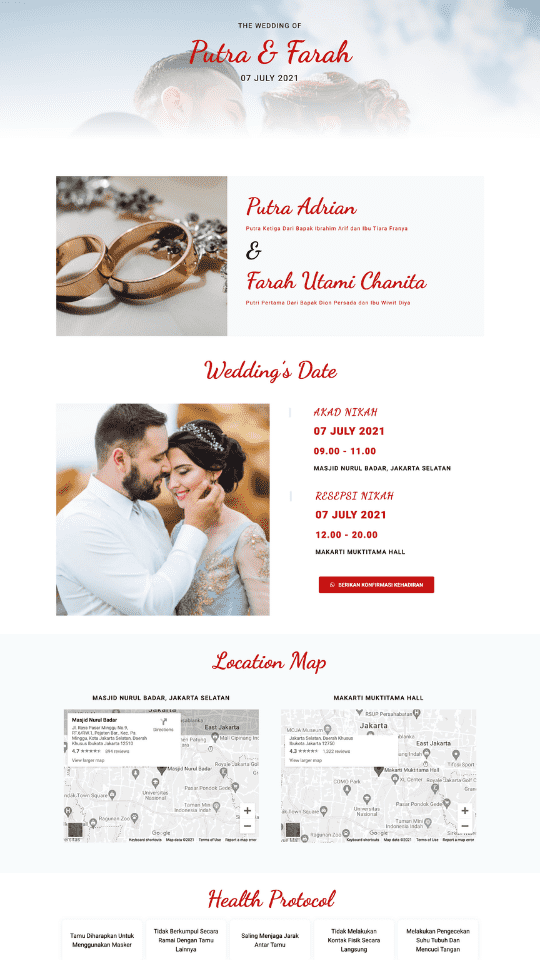 THE WEDDING OF
Putra & Farah
07 JULY 2021
Putra Adrian
Putra Ketiga Dari Bapak Ibrahim Arif dan Ibu Tiara Franya
&
Farah Utami Chanita
Putri Pertama Dari Bapak Dion Persada dan Ibu Wiwit Diya
Wedding's Date
AKAD NIKAH
07 JULY 2021
09.00 - 11.00
MASJID NURUL BADAR, JAKARTA SELATAN
RESEPSI NIKAH
07 JULY 2021
12.00 - 20.00
MAKARTI MUKTITAMA HALL
BERIKAN KONFIRMASI KEHADIRAN
Location Map
MASJID NURUL BADAR, JAKARTA SELATAN
Masjid Nurul Badar
Jl. Raya Pasar Minggu No.9,
RT.6/RW.1, Pejaten Bar., Kec. Ps.
Minggu, Kota Jakarta Selatan, Daerah
Khusus Ibukota Jakarta 12510
4.7
View larger map
Directions
East Jakarta
Masjid Nurul Badar
Universitas
Nasional
Pasar Pondok Gede
Taman Mini
Indonesia Indah
Ragunan Zoo
Google
Keyboard shortcuts Map data ©2021 Terms of Use Report a map error
MAKARTI MUKTITAMA HALL
RSUP Persahabatan
MOJA Museum
Jakarta
Jakarta Selatan, Daerah Khusus
Ibukota Jakarta 12760
4.3
View larger map
East Jakarta
Makarti Muktitama Hall
Universitas
Nasional
Pasar Pondok Gede
Taman Mini
Indonesia Indah
Ragunan Zoo
Google
Keyboard shortcuts Map data ©2021 Terms of Use Report a map error
Health Protocol
Tamu Diharapkan Untuk
Menggunakan Masker
Tidak Berkumpul Secara
Ramai Dengan Tamu
Lainnya
Saling Menjaga Jarak
Antar Tamu
Tidak Melakukan
Kontak Fisik Secara
Langsung
Melakukan Pengecekan
Suhu Tubuh Dan
Mencuci Tangan